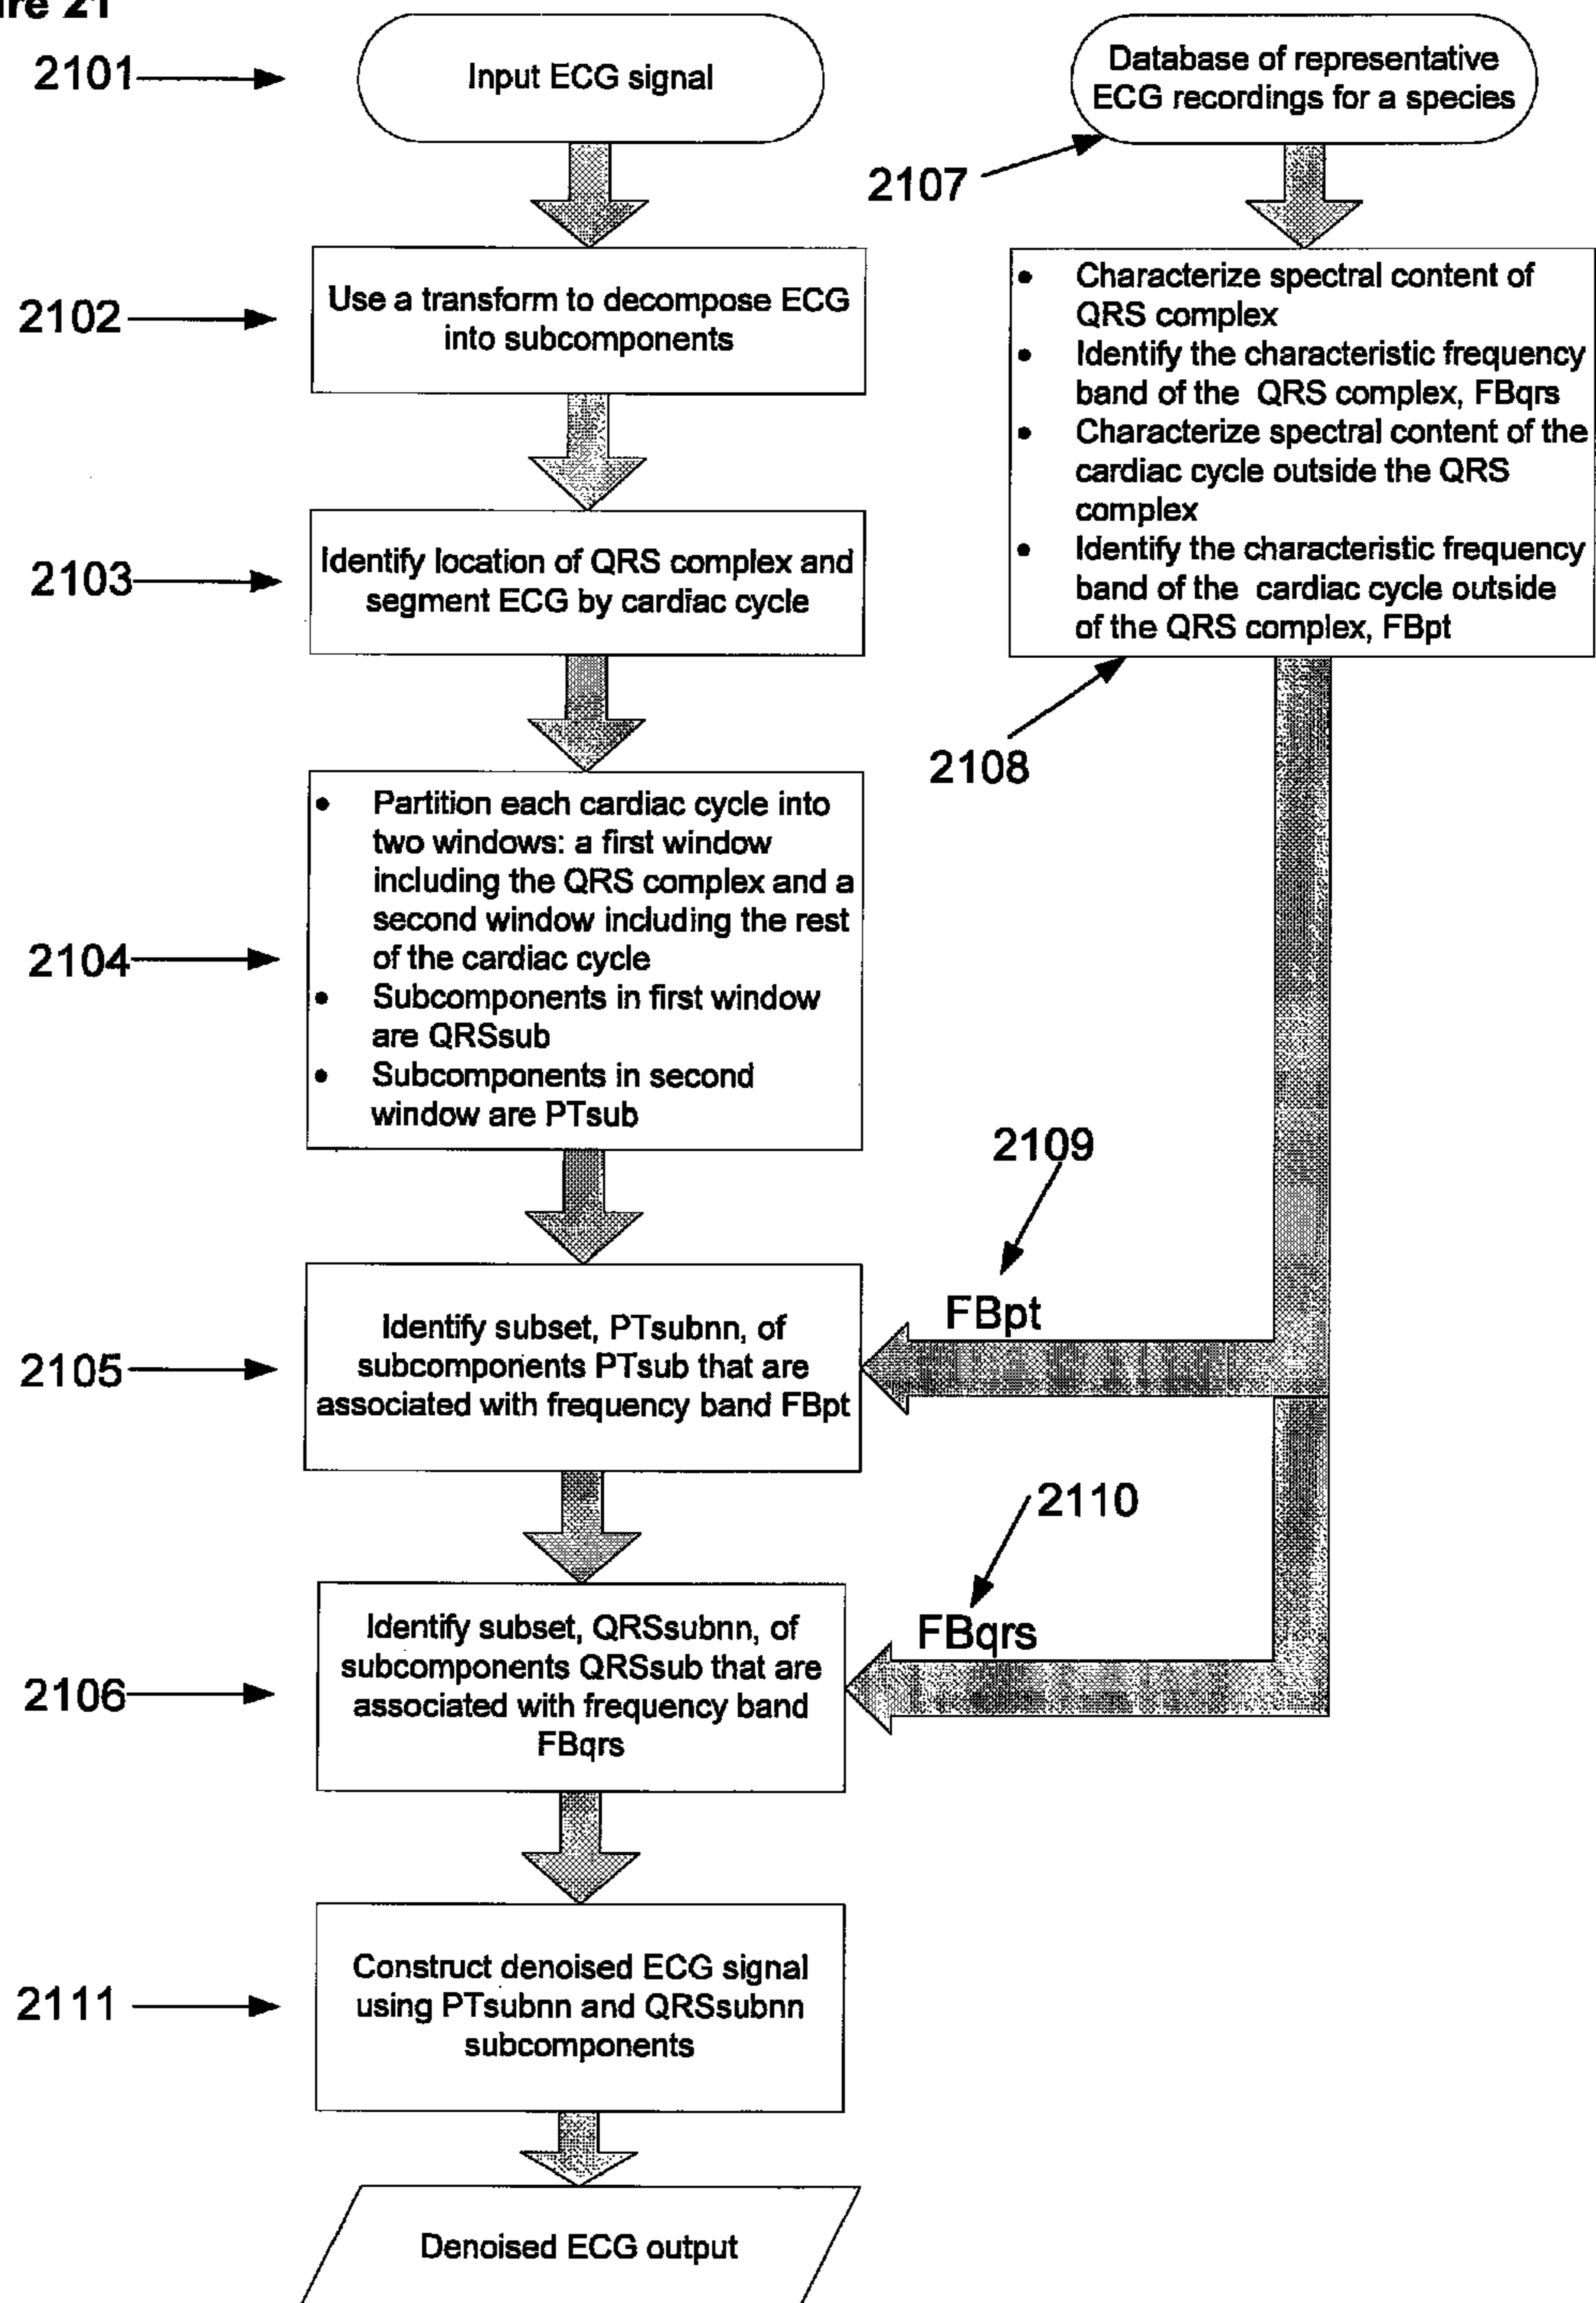 ure 21
2101
Input ECG signal
Database of representative
ECG recordings for a species
2107
2102
Use a transform to decompose ECG
into subcomponents
• Characterize spectral content of
QRS complex
• Identify the characteristic frequency
band of the QRS complex, FBqrs
• Characterize spectral content of the
cardiac cycle outside the QRS
complex
• Identify the characteristic frequency
band of the cardiac cycle outside
of the QRS complex, FBpt
2108
2103
Identify location of QRS complex and
segment ECG by cardiac cycle
2104
• Partition each cardiac cycle into
two windows: a first window
including the QRS complex and a
second window including the rest
of the cardiac cycle
• Subcomponents in first window
are QRSsub
• Subcomponents in second
window are PTsub
2109
FBpt
2105
Identify subset, PTsubnn, of
subcomponents PTsub that are
associated with frequency band FBpt
2110
FBqrs
2106
Identify subset, QRSsubnn, of
subcomponents QRSsub that are
associated with frequency band
FBqrs
2111
Construct denoised ECG signal
using PTsubnn and QRSsubnn
subcomponents
Denoised ECG output